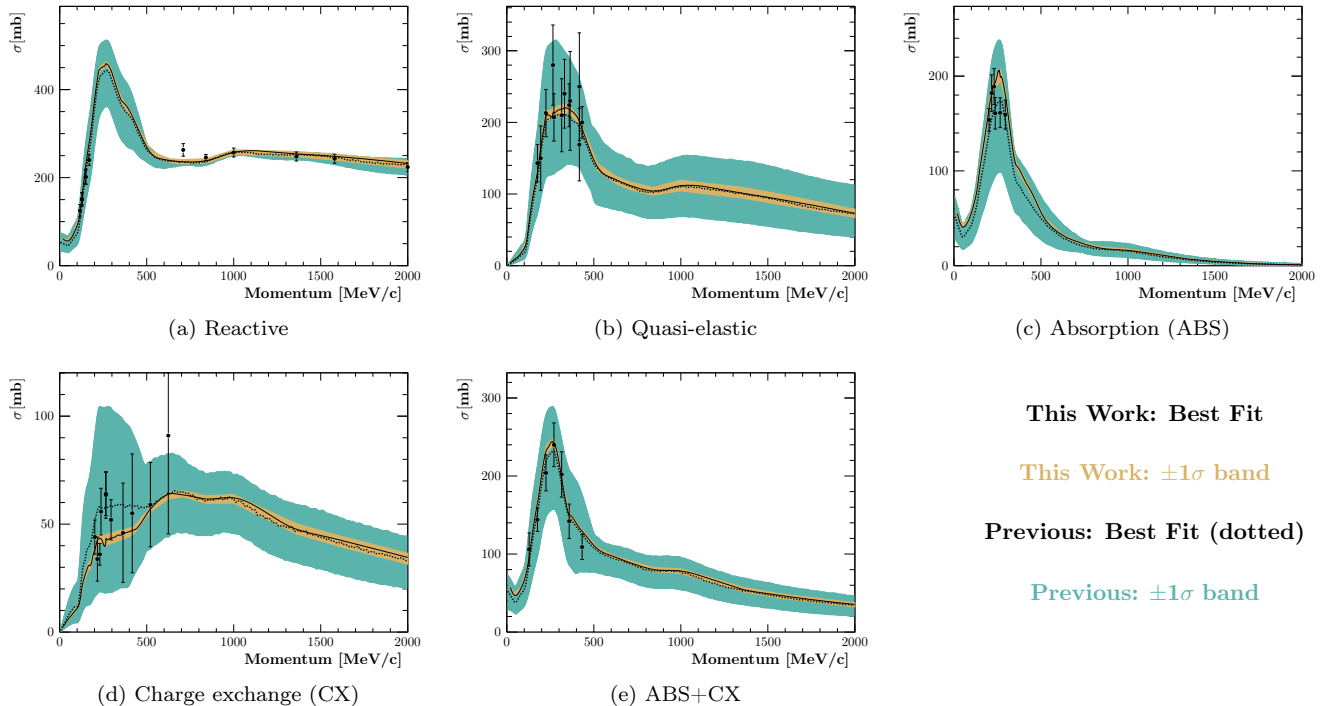 σ [mb]
400
200
0
0 500 1000 1500 2000
Momentum [MeV/c]
(a) Reactive
σ [mb]
300
200
100
0
0 500 1000 1500 2000
Momentum [MeV/c]
(b) Quasi-elastic
σ [mb]
200
100
0
0 500 1000 1500 2000
Momentum [MeV/c]
(c) Absorption (ABS)
σ [mb]
100
50
0
0 500 1000 1500 2000
Momentum [MeV/c]
(d) Charge exchange (CX)
σ [mb]
300
200
100
0
0 500 1000 1500 2000
Momentum [MeV/c]
(e) ABS+CX
This Work: Best Fit
This Work: ±1σ band
Previous: Best Fit (dotted)
Previous: ±1σ band